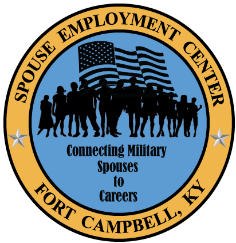 SPOUSE EMPLOYMENT CENTER
Connecting Military
Spouses
to
Careers
FORT CAMPBELL, KY